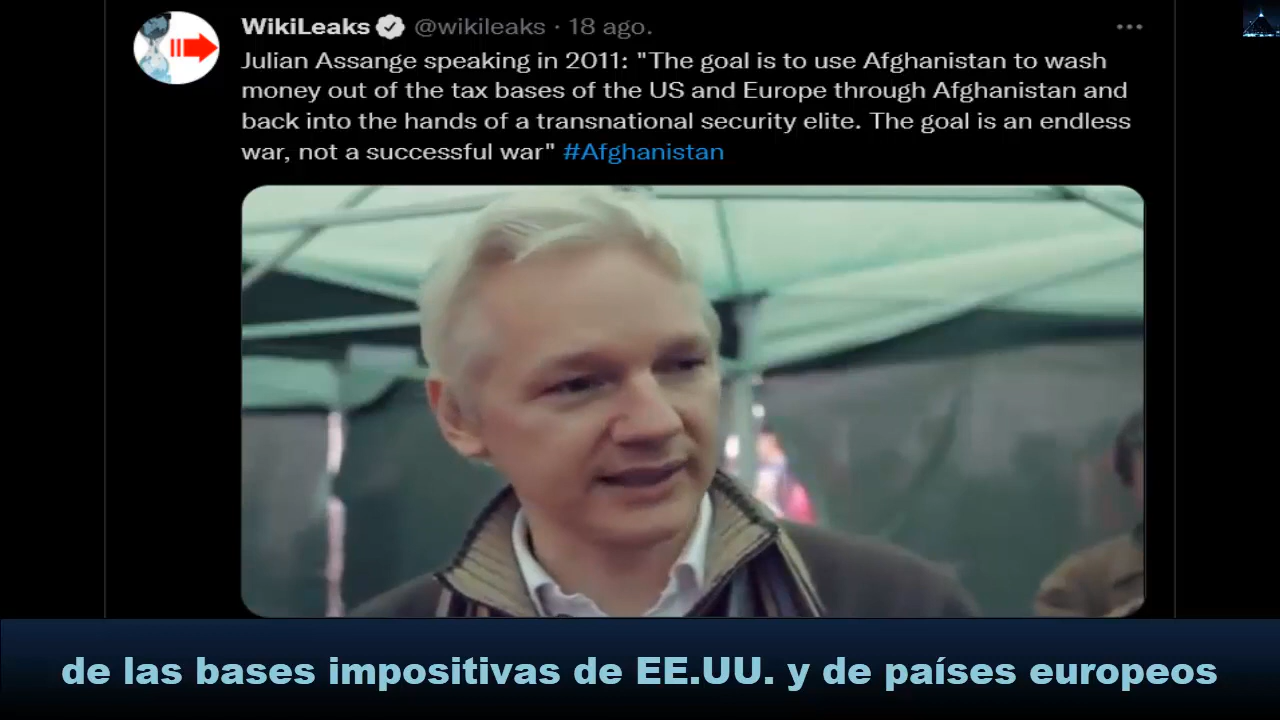 WikiLeaks @wikileaks · 18 ago.
Julian Assange speaking in 2011: "The goal is to use Afghanistan to wash
money out of the tax bases of the US and Europe through Afghanistan and
back into the hands of a transnational security elite. The goal is an endless
war, not a successful war" #Afghanistan
de las bases impositivas de EE.UU. y de países europeos